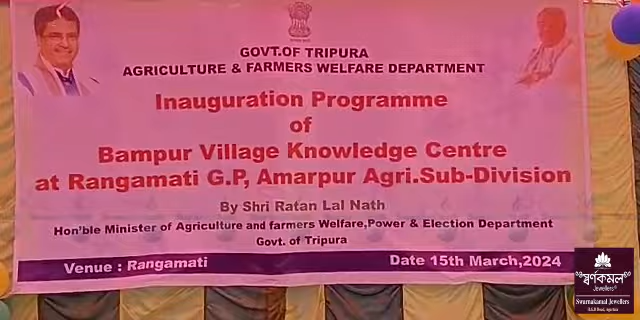 GOVT.OF TRIPURA
AGRICULTURE & FARMERS WELFARE DEPARTMENT
Inauguration Programme
of
Bampur Village Knowledge Centre
at Rangamati G.P, Amarpur Agri.Sub-Division
By Shri Ratan Lal Nath
Hon'ble Minister of Agriculture and farmers Welfare,Power & Election Department
Govt. of Tripura
Venue : Rangamati
Date 15th March,2024
স্বর্ণকমল
Jewellers
Swarnakamal Jewellers